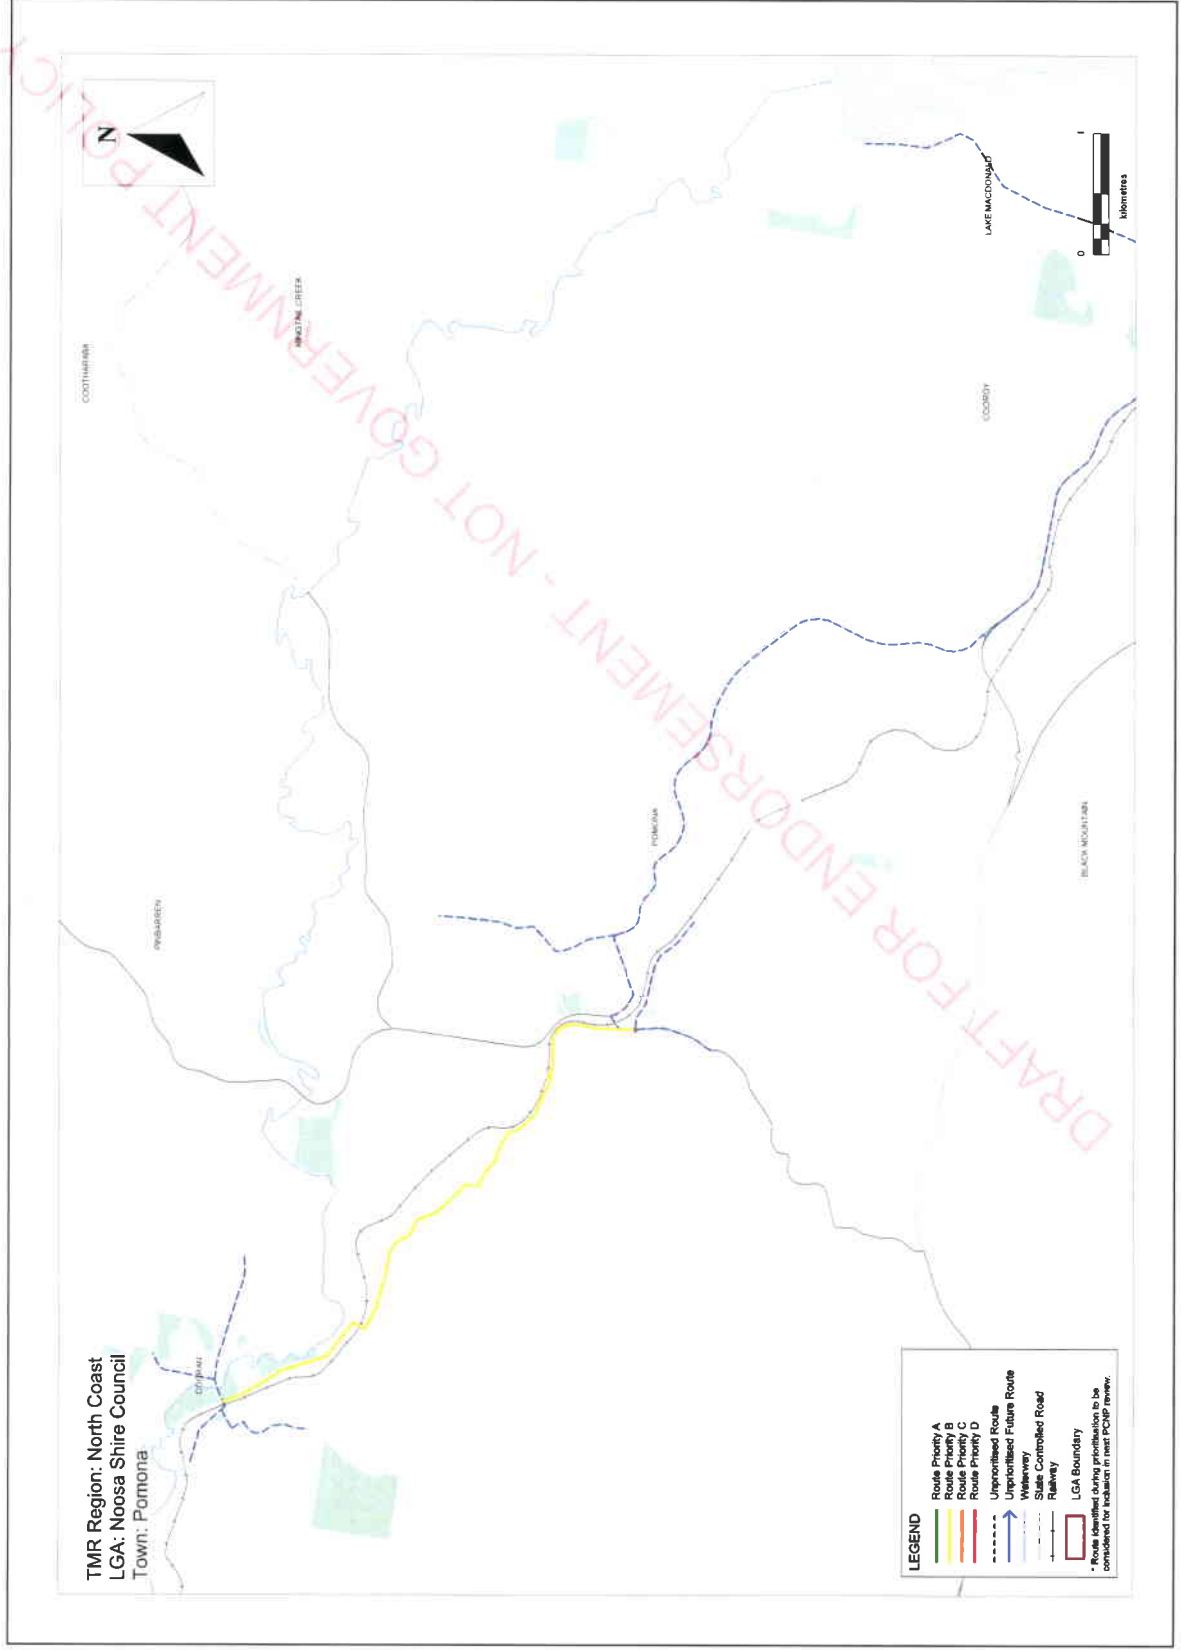 TMR Region: North Coast
LGA: Noosa Shire Council
Town: Pomona
N
DRAFT FOR ENDORSEMENT - NOT GOVERNMENT POLICY
COOTHARABA
RINGTAIL CREEK
PINBARREN
LAKE MACDONALD
COOROY
POMONA
BLACK MOUNTAIN
COORAN
0 1
kilometres
LEGEND
Route Priority A
Route Priority B
Route Priority C
Route Priority D
Unprioritised Route
Unprioritised Future Route
Waterway
State Controlled Road
Railway
LGA Boundary
* Route identified during prioritisation to be
considered for inclusion in next PCNP review.